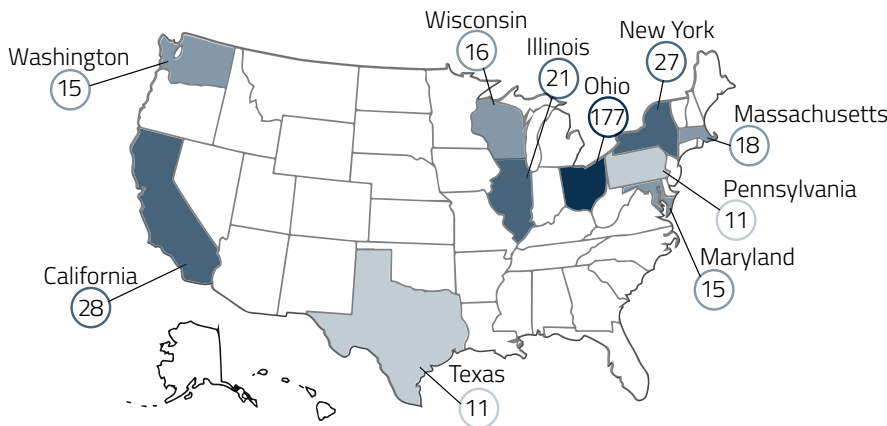 Wisconsin
16
Illinois
21
New York
27
Washington
15
Ohio
177
Massachusetts
18
Pennsylvania
11
Maryland
15
California
28
Texas
11